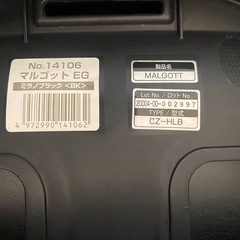 No.14106
マルゴット EG
ミラノブラック <BK>
4 972990 141062
製品名
MALGOTT
Lot No. / ロット No.
20004-00-002897
TYPE / 型式
CZ-HLB